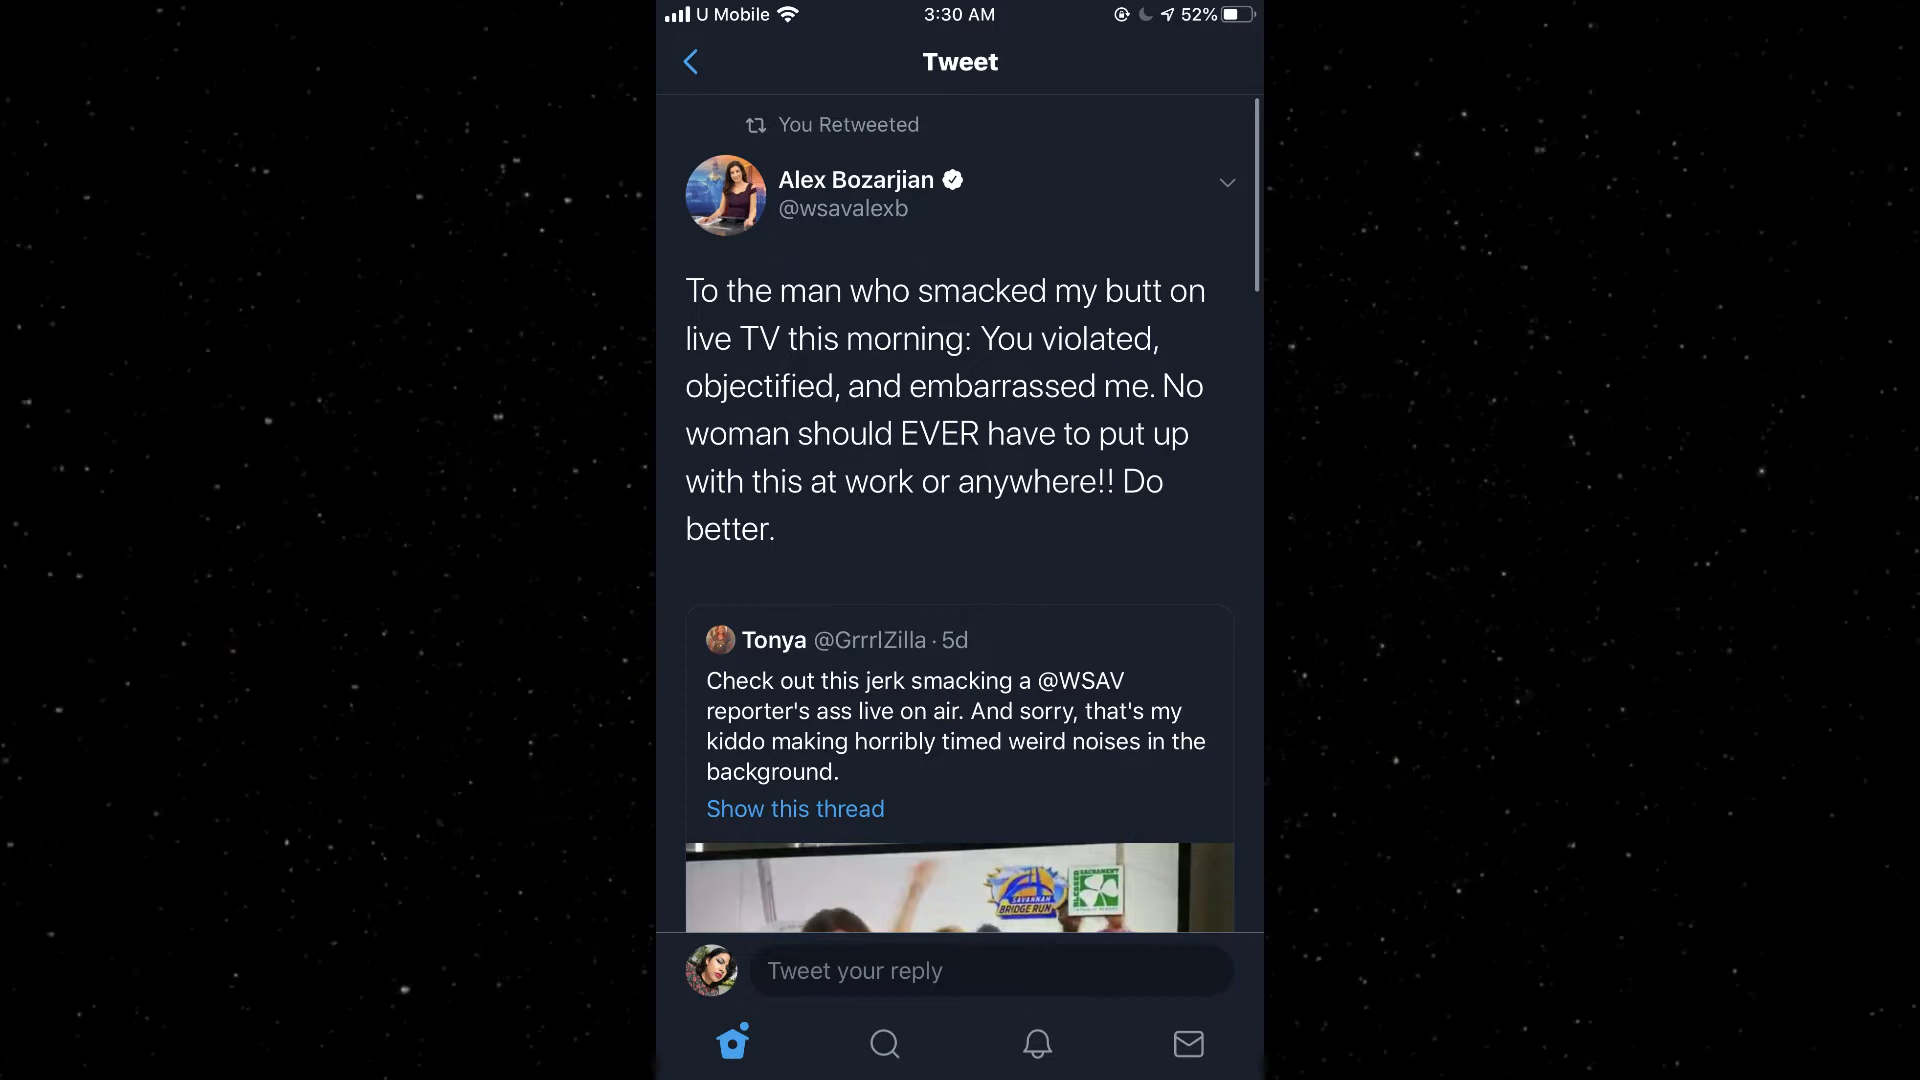 U Mobile
3:30 AM
52%
Tweet
You Retweeted
Alex Bozarjian
@wsavalexb
To the man who smacked my butt on
live TV this morning: You violated,
objectified, and embarrassed me. No
woman should EVER have to put up
with this at work or anywhere!! Do
better.
Tonya @GrrrlZilla · 5d
Check out this jerk smacking a @WSAV
reporter's ass live on air. And sorry, that's my
kiddo making horribly timed weird noises in the
background.
Show this thread
SAVANNAH
BRIDGE RUN
BLESSED SACRAMENT
Tweet your reply